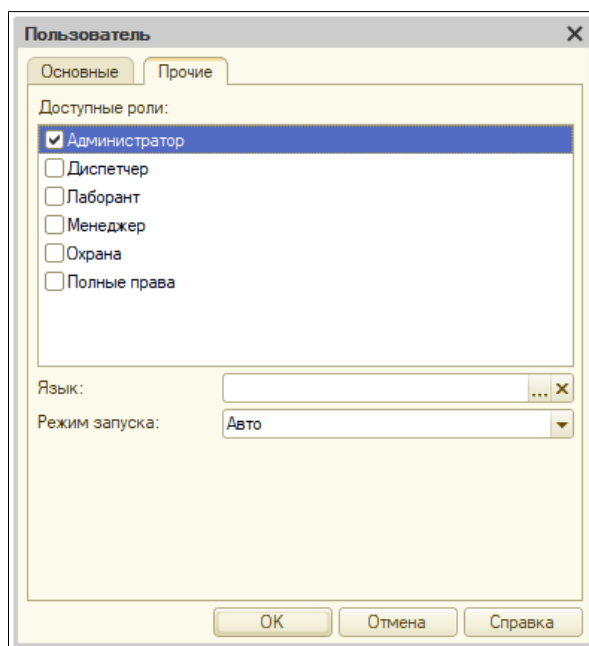 Пользователь
Основные Прочие
Доступные роли:
Администратор
Диспетчер
Лаборант
Менеджер
Охрана
Полные права
Язык: ...
Режим запуска: Авто
OK Отмена Справка